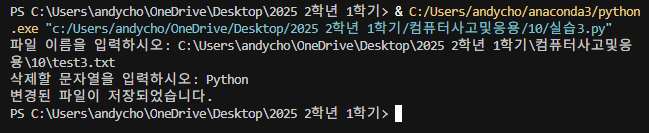 PS C:\Users\andycho\OneDrive\Desktop\2025 2학년 1학기> & C:/Users/andycho/anaconda3/python
.exe "c:/Users/andycho/OneDrive/Desktop/2025 2학년 1학기/컴퓨터사고및응용/10/실습3.py"
파일 이름을 입력하시오: C:\Users\andycho\OneDrive\Desktop\2025 2학년 1학기\컴퓨터사고및응
용\10\test3.txt
삭제할 문자열을 입력하시오: Python
변경된 파일이 저장되었습니다.
PS C:\Users\andycho\OneDrive\Desktop\2025 2학년 1학기>